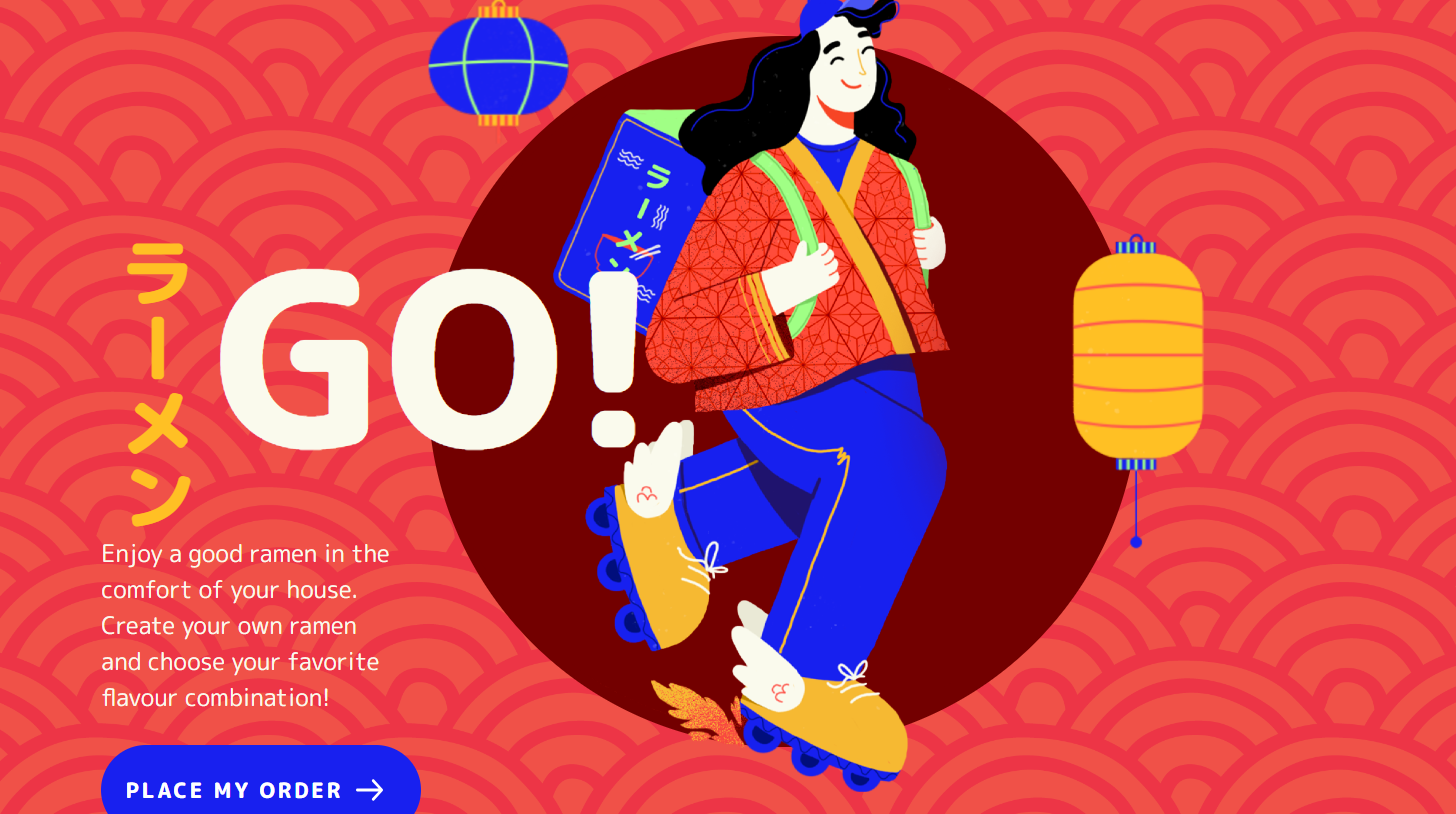 ラーメン
GO!
ラーメン
Enjoy a good ramen in the
comfort of your house.
Create your own ramen
and choose your favorite
flavour combination!
PLACE MY ORDER →